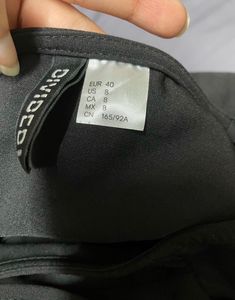 DIVIDED
EUR 40
US 8
CA 8
MX 8
CN 165/92A